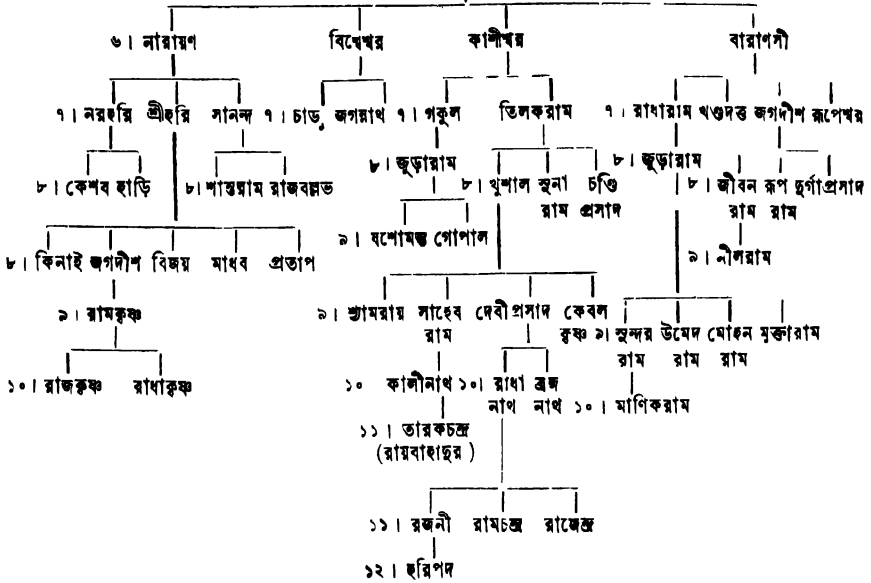 ৬। নারায়ণ বিশ্বেশ্বর কাশীশ্বর বারাণসী
৭। নরহরি শ্রীহরি সানন্দ ৭। চাড় জগন্নাথ ৭। গকুল তিলকরাম ৭। রাধারাম খণ্ডদত্ত জগদীশ রূপেশ্বর
৮। জুড়ারাম ৮। জুড়ারাম
৮। কেশব হাড়ি ৮। শান্তরাম রাজবল্লভ ৮। খুশাল সুনা চণ্ডি ৮। জীবন রূপ দুর্গাপ্রসাদ
রাম প্রসাদ রাম রাম
৯। যশোমন্ত গোপাল
৮। কিনাই জগদীশ বিজয় মাধব প্রতাপ ৯। নীলরাম
৯। রামকৃষ্ণ ৯। শ্যামরায় সাহেব দেবীপ্রসাদ কেবল
রাম কৃষ্ণ ৯। সুন্দর উমেদ মোহন মুক্তারাম
রাম রাম রাম
১০। রাজকৃষ্ণ রাধাকৃষ্ণ ১০ কালীনাথ ১০। রাধা ব্রজ
নাথ নাথ ১০। মাণিকরাম
১১। তারকচন্দ্র
(রায়বাহাদুর)
১১। রজনী রামচন্দ্র রাজেন্দ্র
১২। হরিপদ